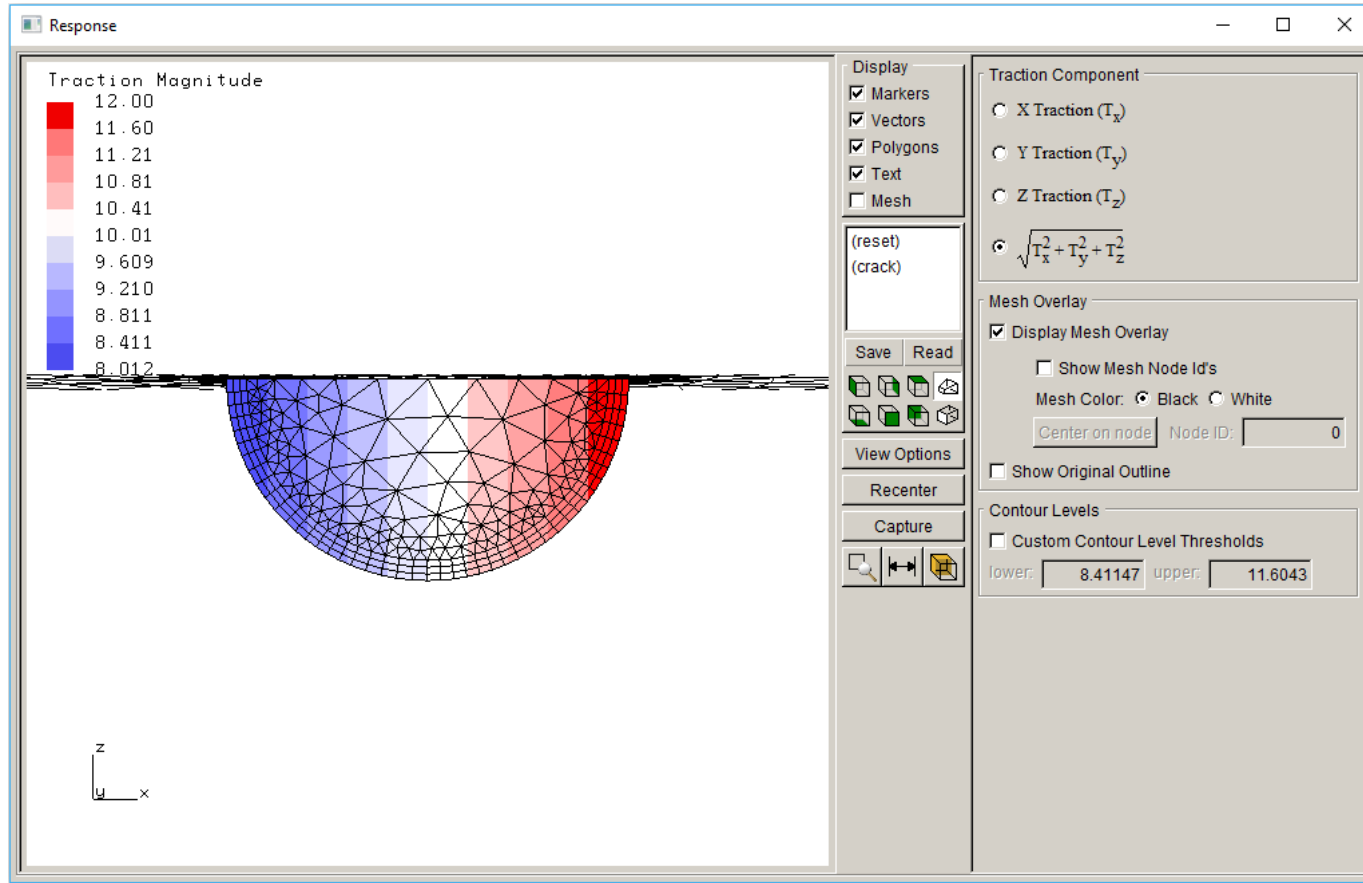 Response
Traction Magnitude
12.00
11.60
11.21
10.81
10.41
10.01
9.609
9.210
8.811
8.411
8.012
z
y x
Display
Markers
Vectors
Polygons
Text
Mesh
(reset)
(crack)
Save Read
View Options
Recenter
Capture
Traction Component
X Traction (Tx)
Y Traction (Ty)
Z Traction (Tz)
√Tx2 + Ty2 + Tz2
Mesh Overlay
Display Mesh Overlay
Show Mesh Node Id's
Mesh Color: Black White
Center on node Node ID: 0
Show Original Outline
Contour Levels
Custom Contour Level Thresholds
lower: 8.41147 upper: 11.6043